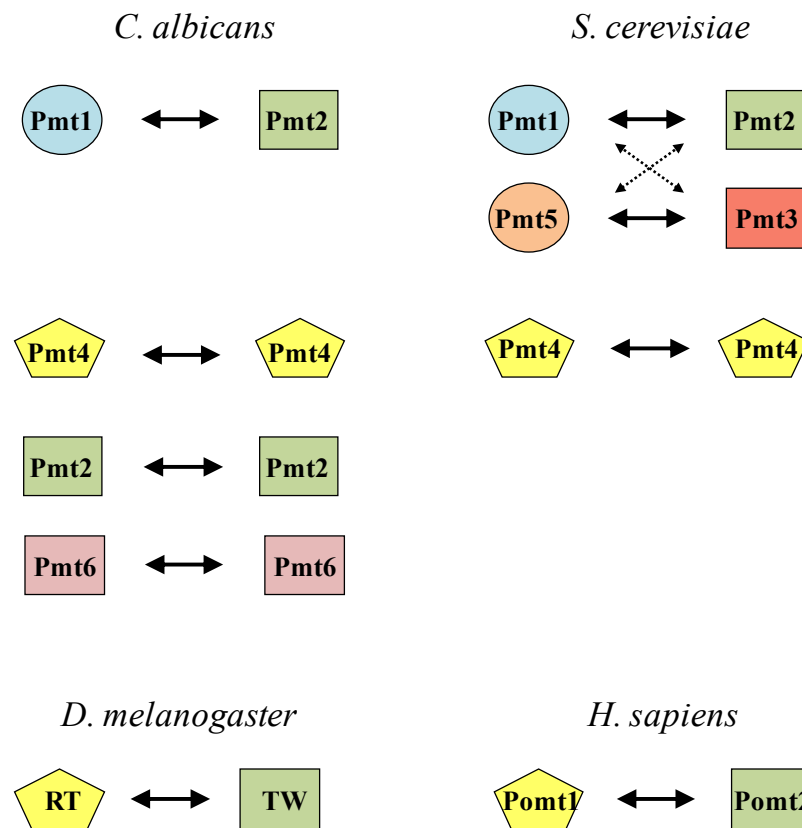 C. albicans
S. cerevisiae
Pmt1
Pmt2
Pmt1
Pmt2
Pmt5
Pmt3
Pmt4
Pmt4
Pmt4
Pmt4
Pmt2
Pmt2
Pmt6
Pmt6
D. melanogaster
H. sapiens
RT
TW
Pomt1
Pomt2